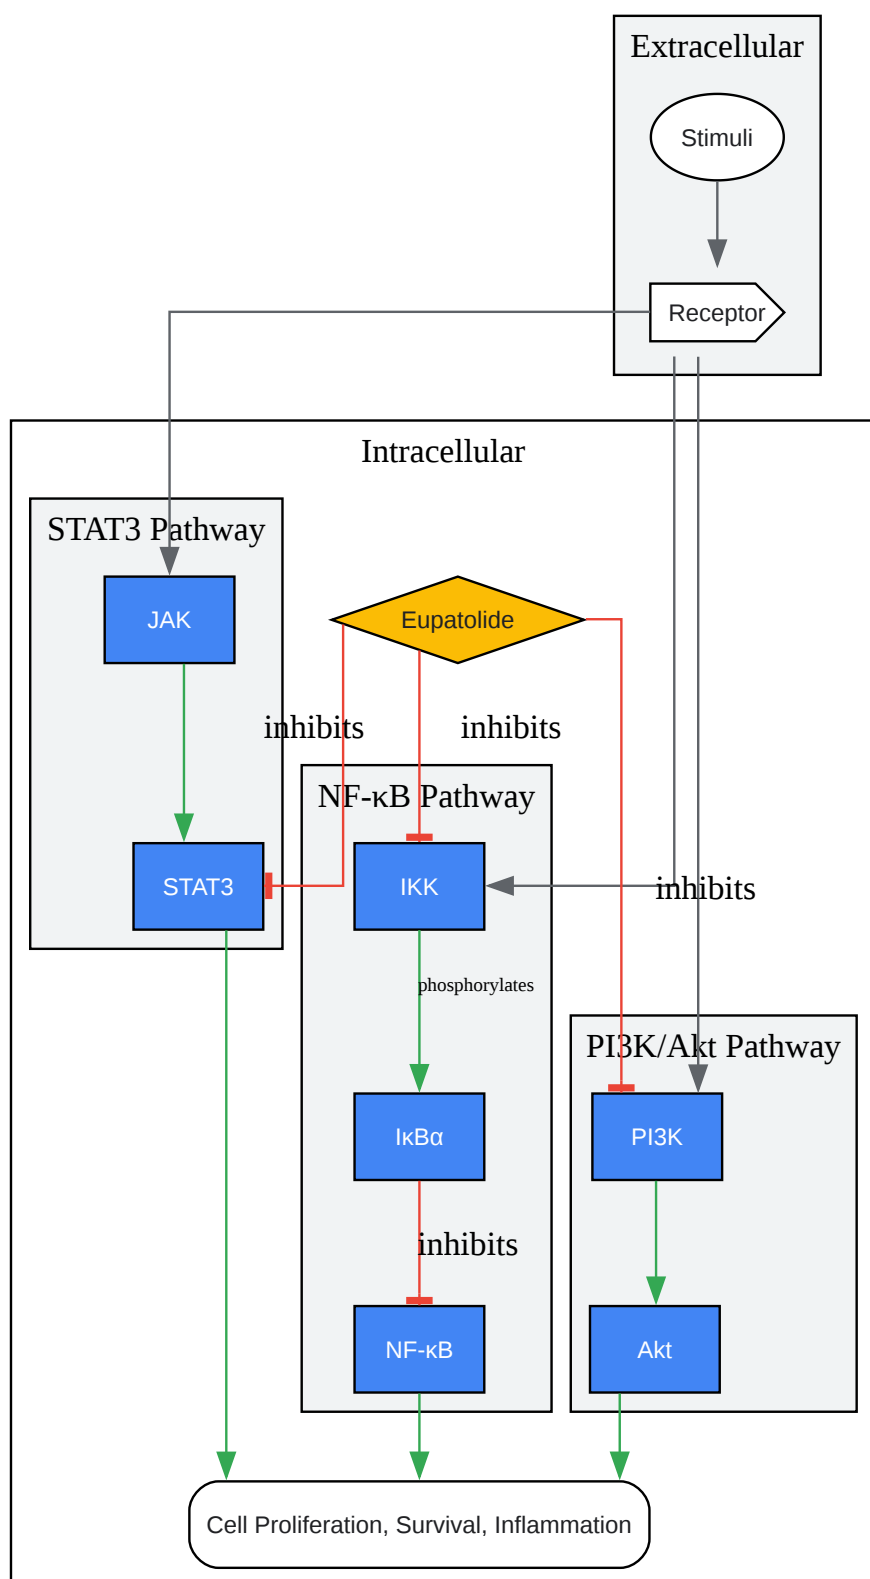 Extracellular
Stimuli
Receptor
Intracellular
STAT3 Pathway
JAK
Eupatolide
inhibits
inhibits
NF-κB Pathway
STAT3
IKK
inhibits
phosphorylates
PI3K/Akt Pathway
IκBα
PI3K
inhibits
NF-κB
Akt
Cell Proliferation, Survival, Inflammation